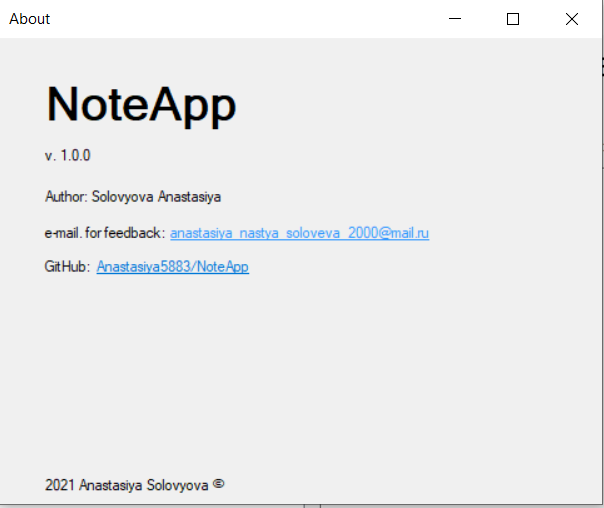 About
NoteApp
v. 1.0.0
Author: Solovyova Anastasiya
e-mail. for feedback: anastasiya_nastya_soloveva_2000@mail.ru
GitHub: Anastasiya5883/NoteApp
2021 Anastasiya Solovyova ©